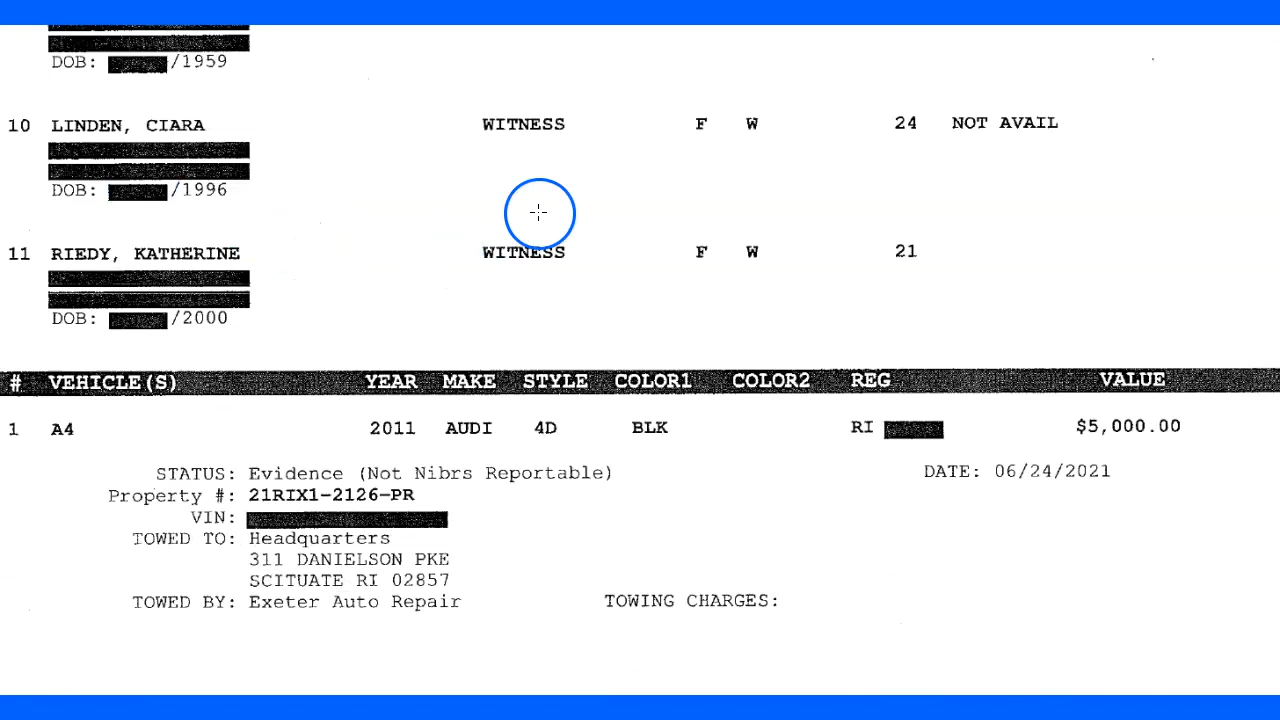 DOB: /1959
10 LINDEN, CIARA WITNESS F W 24 NOT AVAIL
DOB: /1996
11 RIEDY, KATHERINE WITNESS F W 21
DOB: /2000
# VEHICLE(S) YEAR MAKE STYLE COLOR1 COLOR2 REG VALUE
1 A4 2011 AUDI 4D BLK RI $5,000.00
STATUS: Evidence (Not Nibrs Reportable) DATE: 06/24/2021
Property #: 21RIX1-2126-PR
VIN:
TOWED TO: Headquarters
311 DANIELSON PKE
SCITUATE RI 02857
TOWED BY: Exeter Auto Repair TOWING CHARGES: